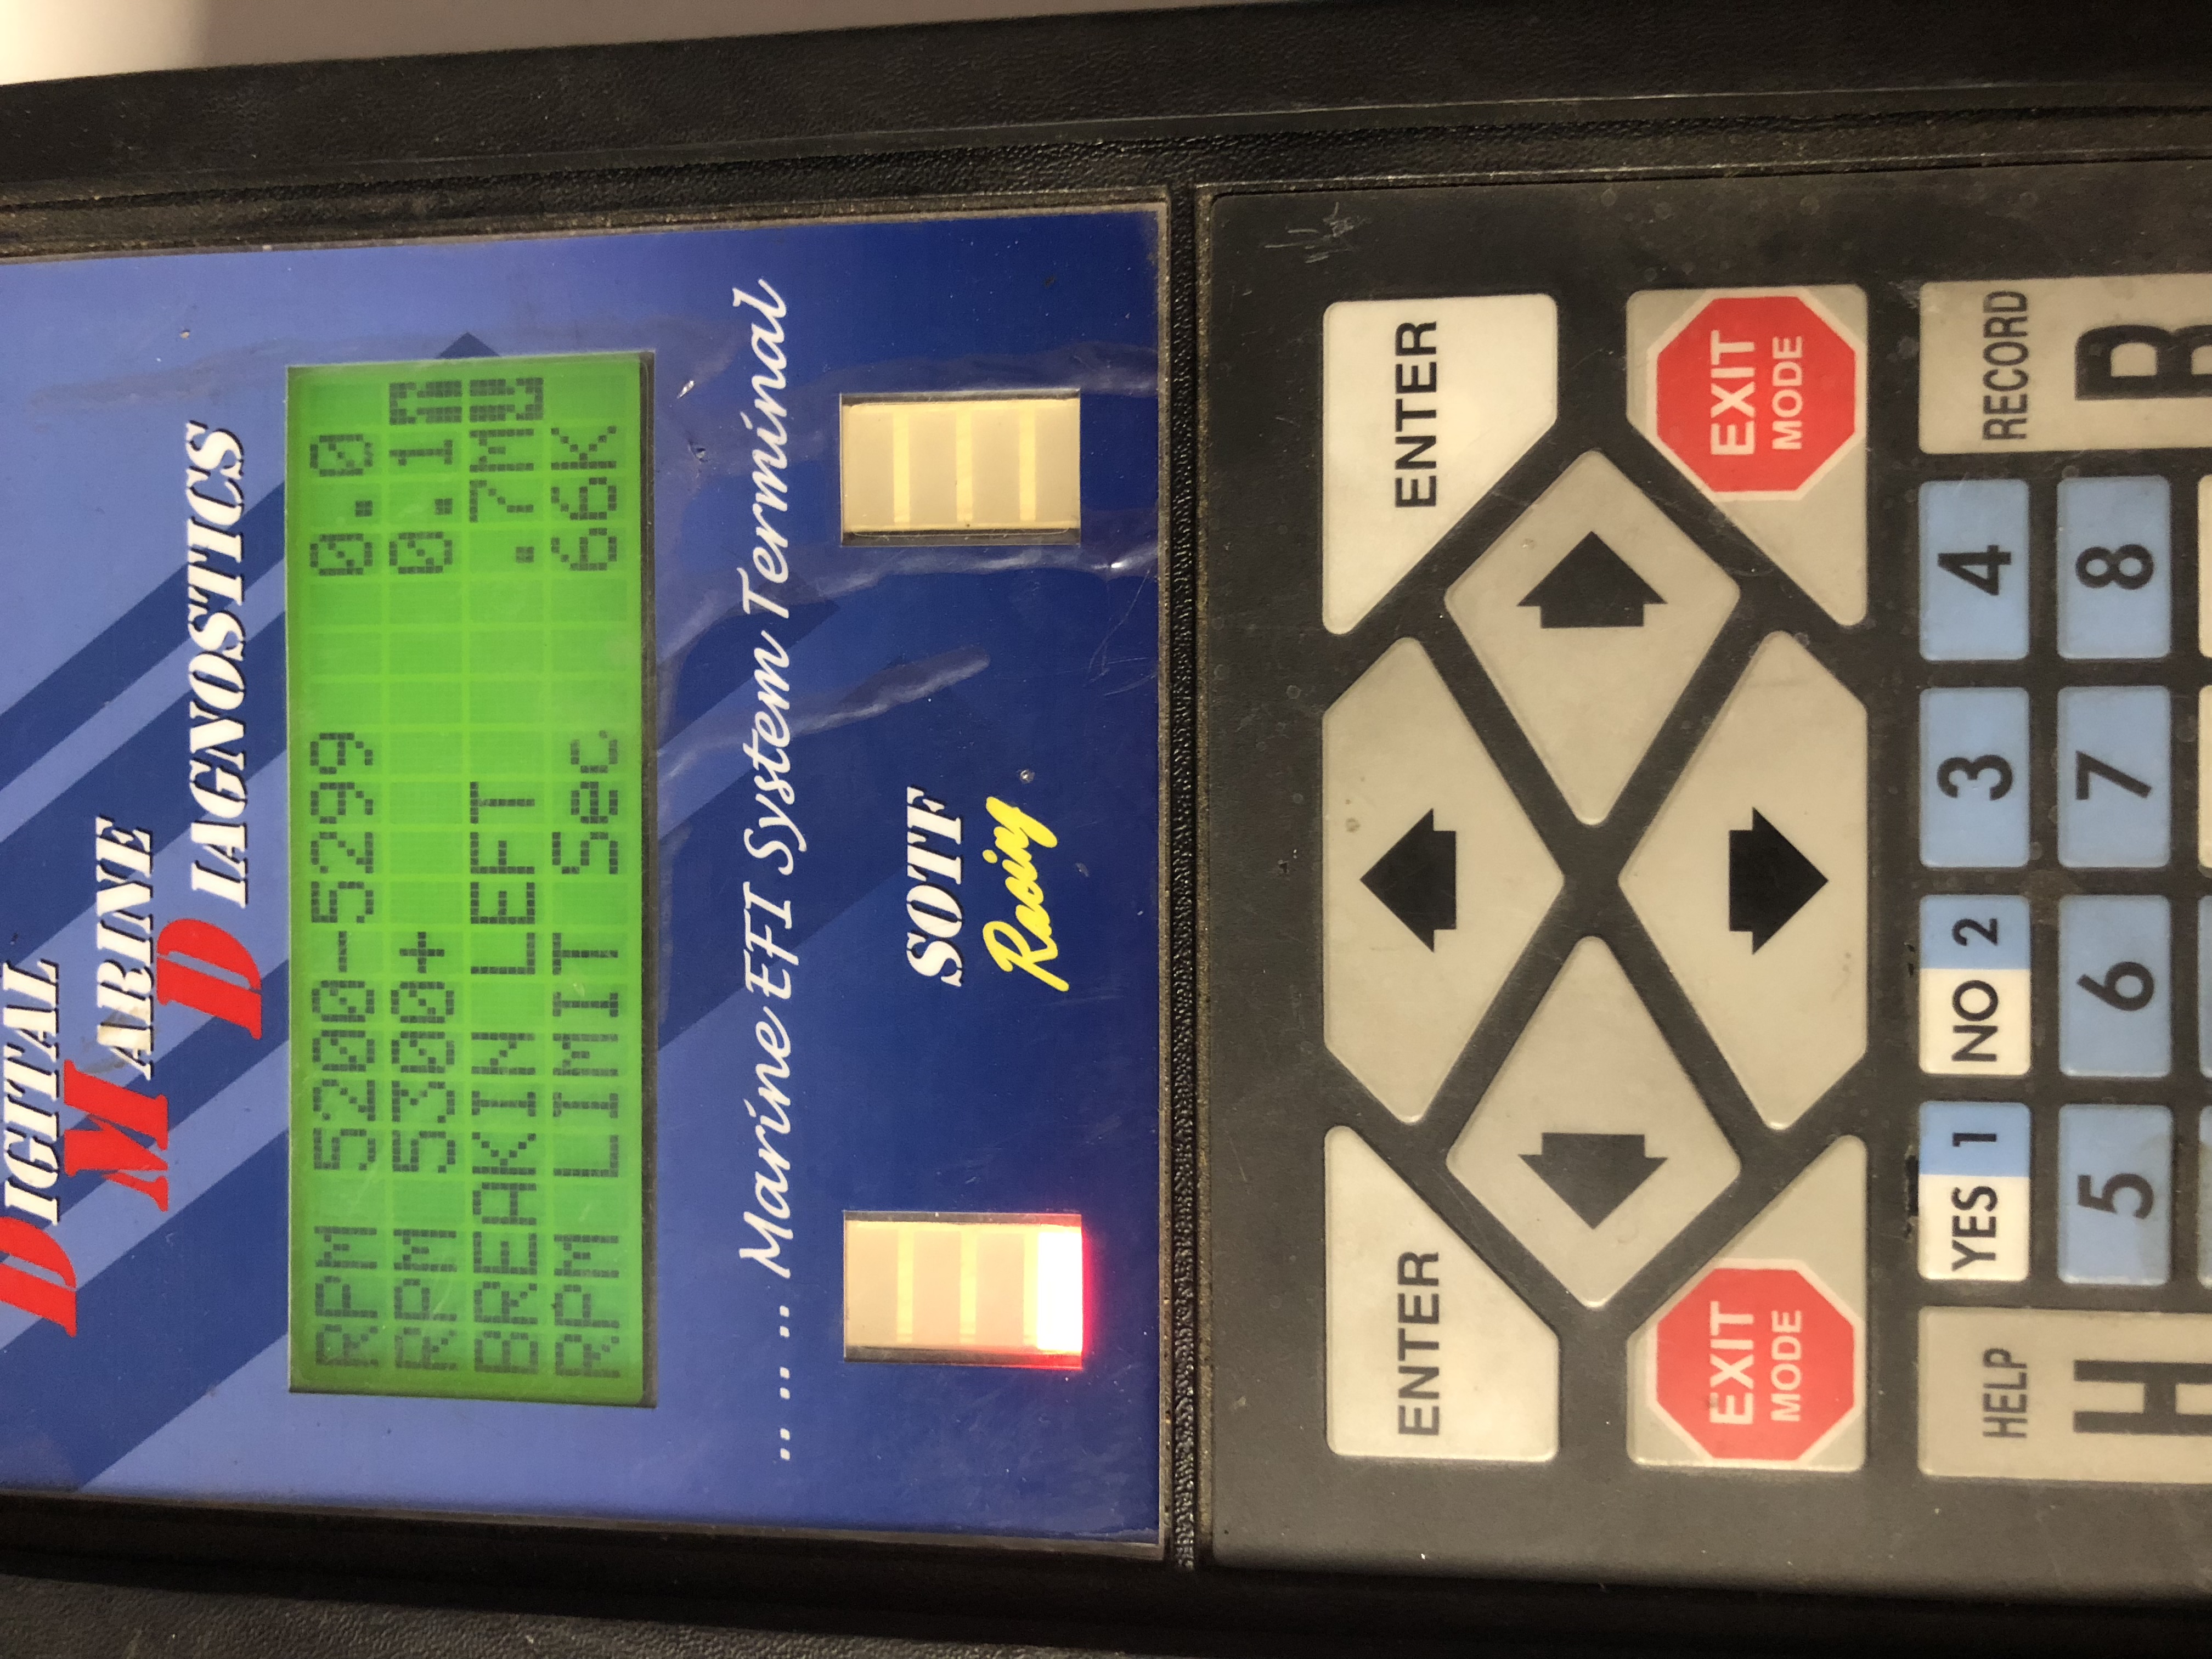 DIGITAL
MARINE
DIAGNOSTICS
RPM 5200-5299 0.0
RPM 5300+ 0.1
BREAKIN LEFT .7M
RPM LIMIT Sec 66K
.. .. .. Marine EFI System Terminal
SOTF
Racing
ENTER
ENTER
EXIT
MODE
EXIT
MODE
HELP
H
YES 1
NO 2
3
4
RECORD
R
5
6
7
8